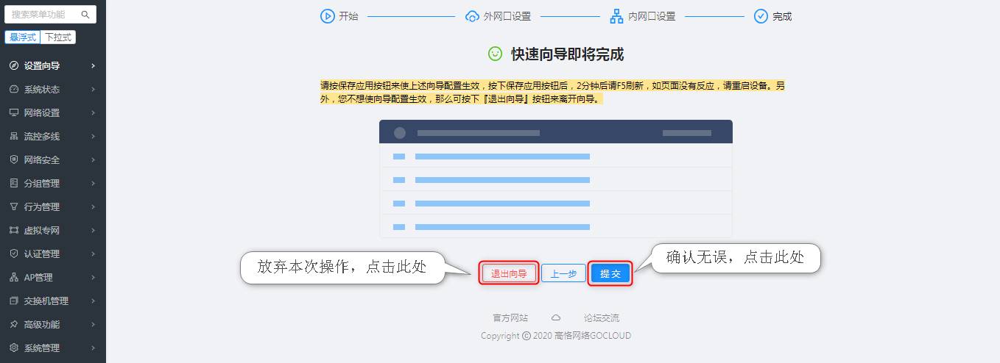 搜索菜单功能
悬浮式 下拉式
设置向导
系统状态
网络设置
流控多线
网络安全
分组管理
行为管理
虚拟专网
认证管理
AP管理
交换机管理
高级功能
系统管理
开始 外网口设置 内网口设置 完成
快速向导即将完成
请按保存应用按钮来使上述向导配置生效，按下保存应用按钮后，2分钟后请F5刷新，如页面没有反应，请重启设备。另
外，您不想使向导配置生效，那么可按下『退出向导』按钮来离开向导。
放弃本次操作，点击此处
退出向导 上一步 提 交
确认无误，点击此处
官方网站 论坛交流
Copyright © 2020 高恪网络GOCLOUD